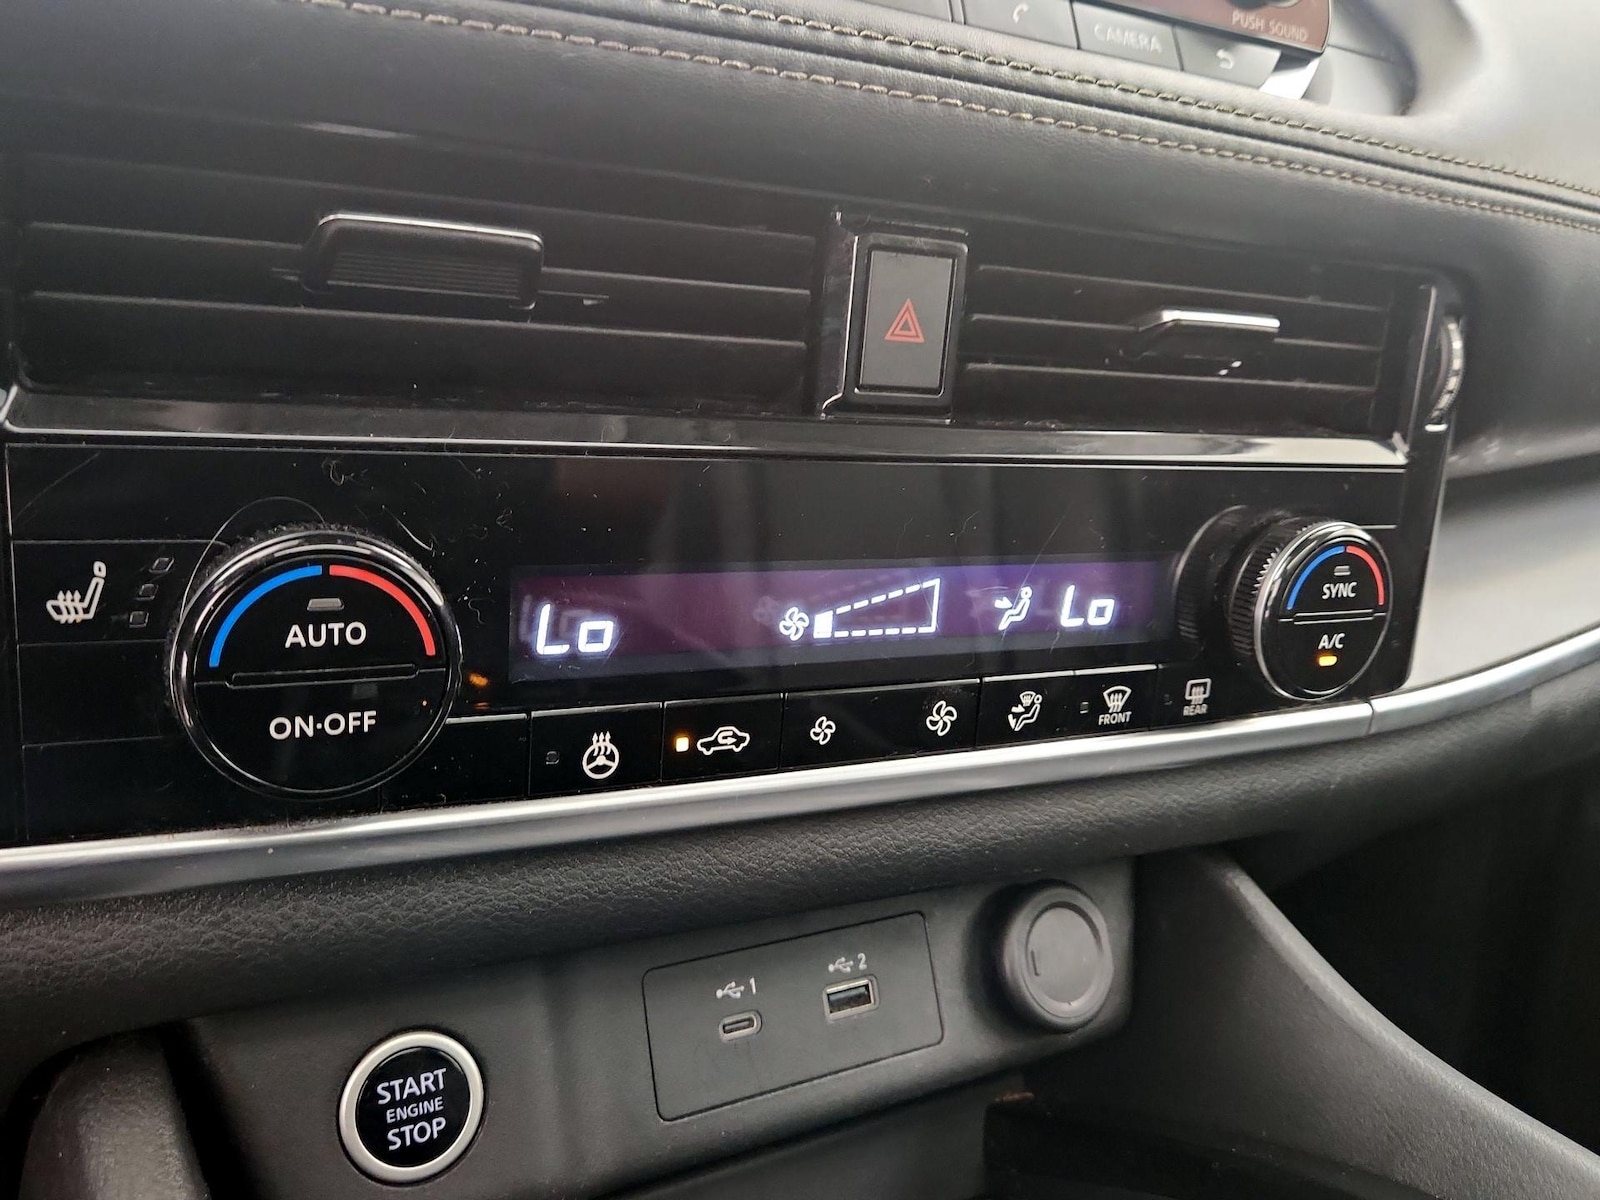 PUSH SOUND
CAMERA
AUTO
ON·OFF
Lo
Lo
SYNC
A/C
FRONT
REAR
1
2
START
ENGINE
STOP